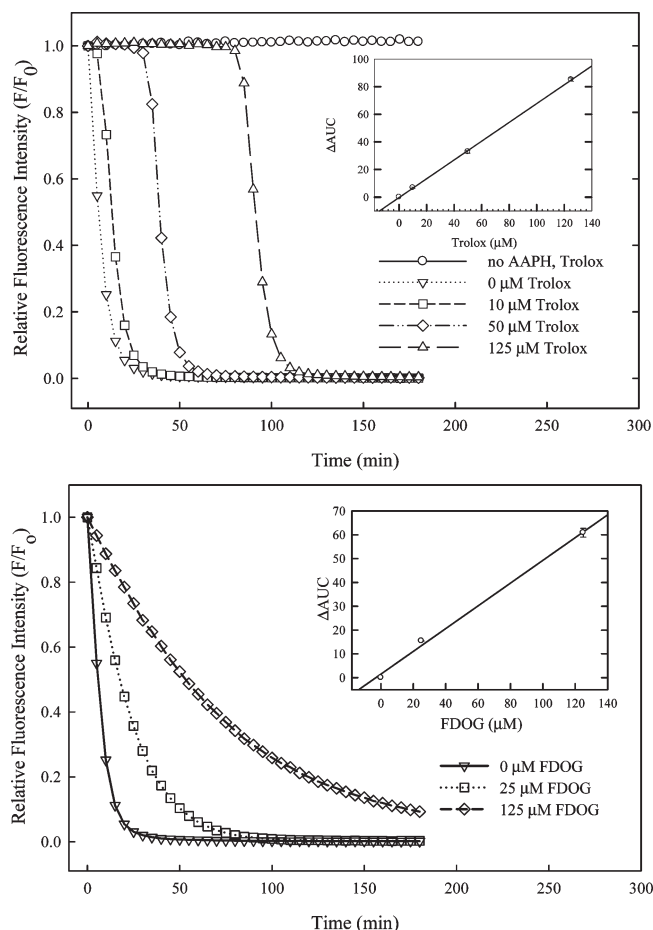 Relative Fluorescence Intensity (F/F0)
1.0
0.8
0.6
0.4
0.2
0.0
0 50 100 150 200 250 300
Time (min)
ΔAUC
100
80
60
40
20
0
0 20 40 60 80 100 120 140
Trolox (µM)
no AAPH, Trolox
0 µM Trolox
10 µM Trolox
50 µM Trolox
125 µM Trolox
Relative Fluorescence Intensity (F/Fo)
1.0
0.8
0.6
0.4
0.2
0.0
0 50 100 150 200 250 300
Time (min)
ΔAUC
70
60
50
40
30
20
10
0
0 20 40 60 80 100 120 140
FDOG (µM)
0 µM FDOG
25 µM FDOG
125 µM FDOG